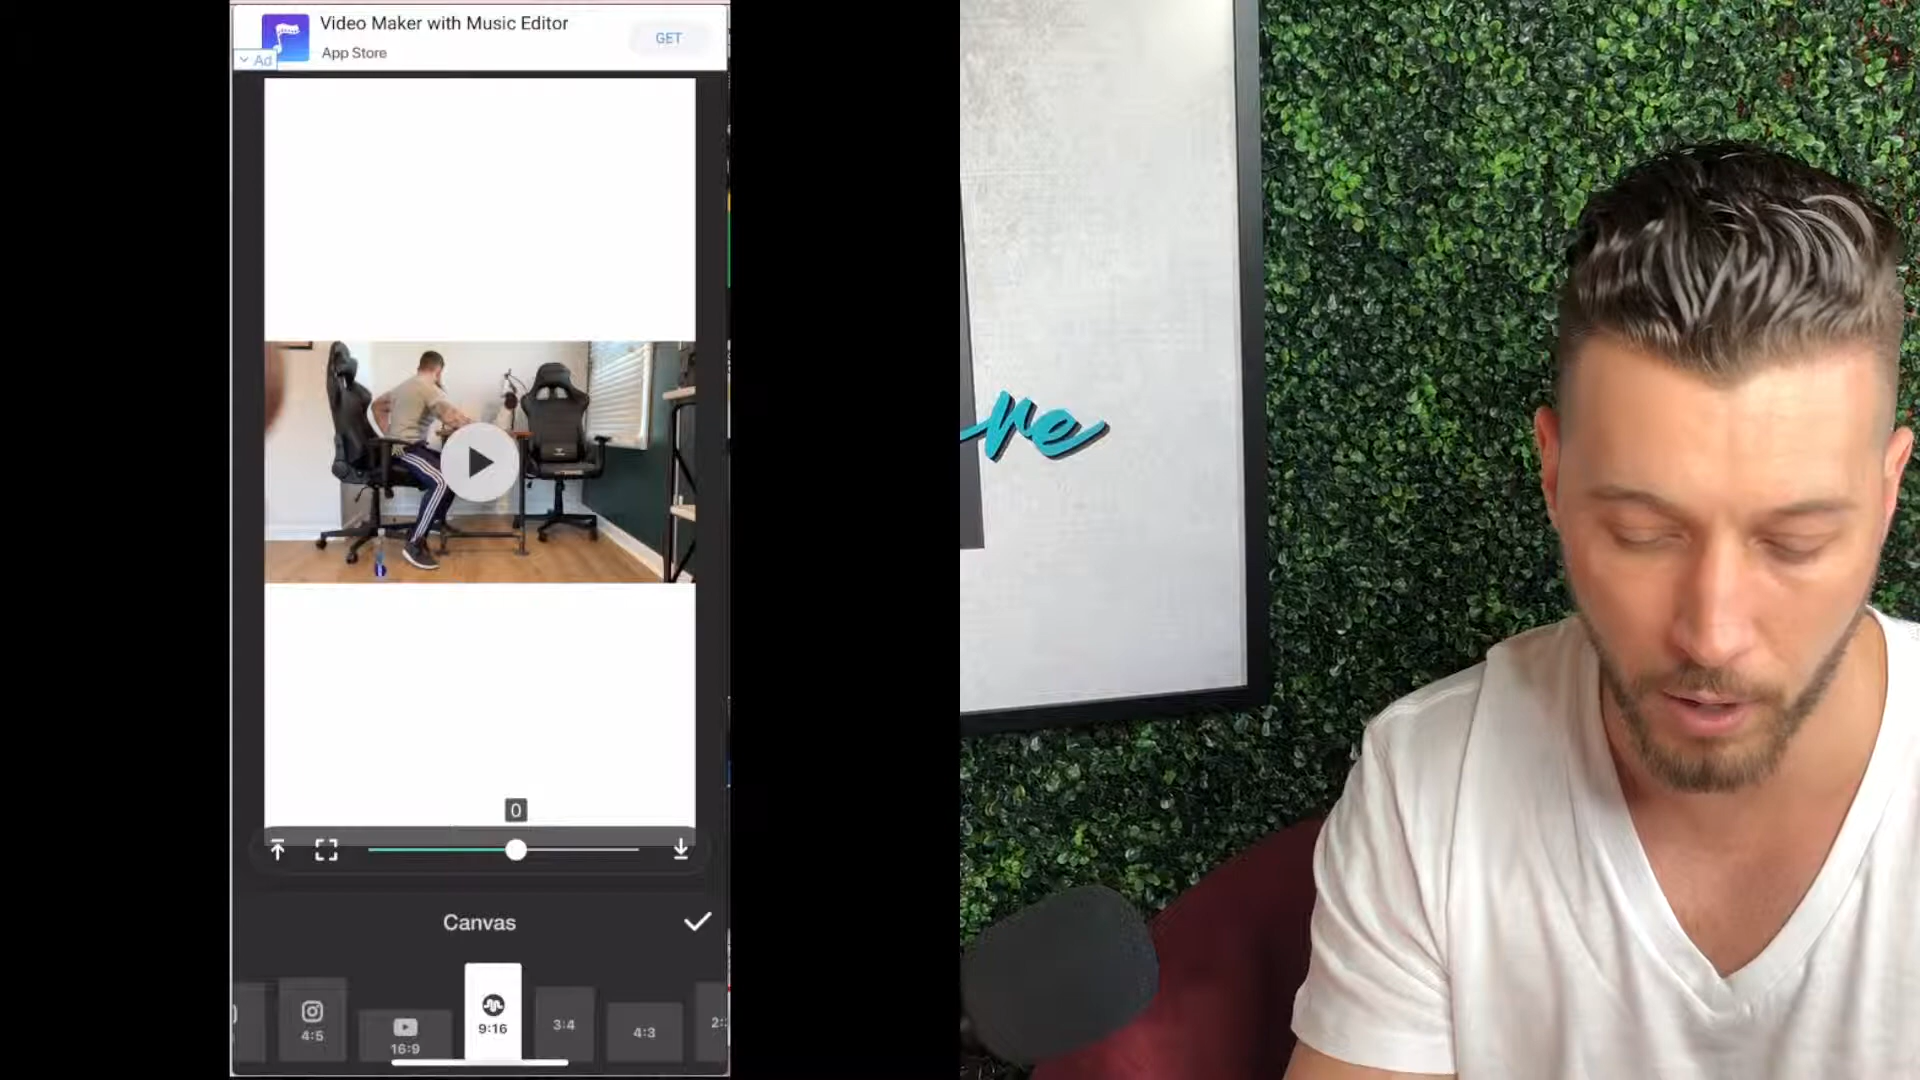 Video Maker with Music Editor
App Store
GET
Ad
0
Canvas
4:5
16:9
9:16
3:4
4:3
2:
re